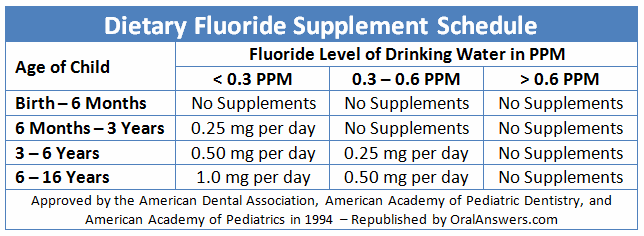 Dietary Fluoride Supplement Schedule
Age of Child
Fluoride Level of Drinking Water in PPM
< 0.3 PPM 0.3 – 0.6 PPM > 0.6 PPM
Birth – 6 Months No Supplements No Supplements No Supplements
6 Months – 3 Years 0.25 mg per day No Supplements No Supplements
3 – 6 Years 0.50 mg per day 0.25 mg per day No Supplements
6 – 16 Years 1.0 mg per day 0.50 mg per day No Supplements
Approved by the American Dental Association, American Academy of Pediatric Dentistry, and
American Academy of Pediatrics in 1994 – Republished by OralAnswers.com